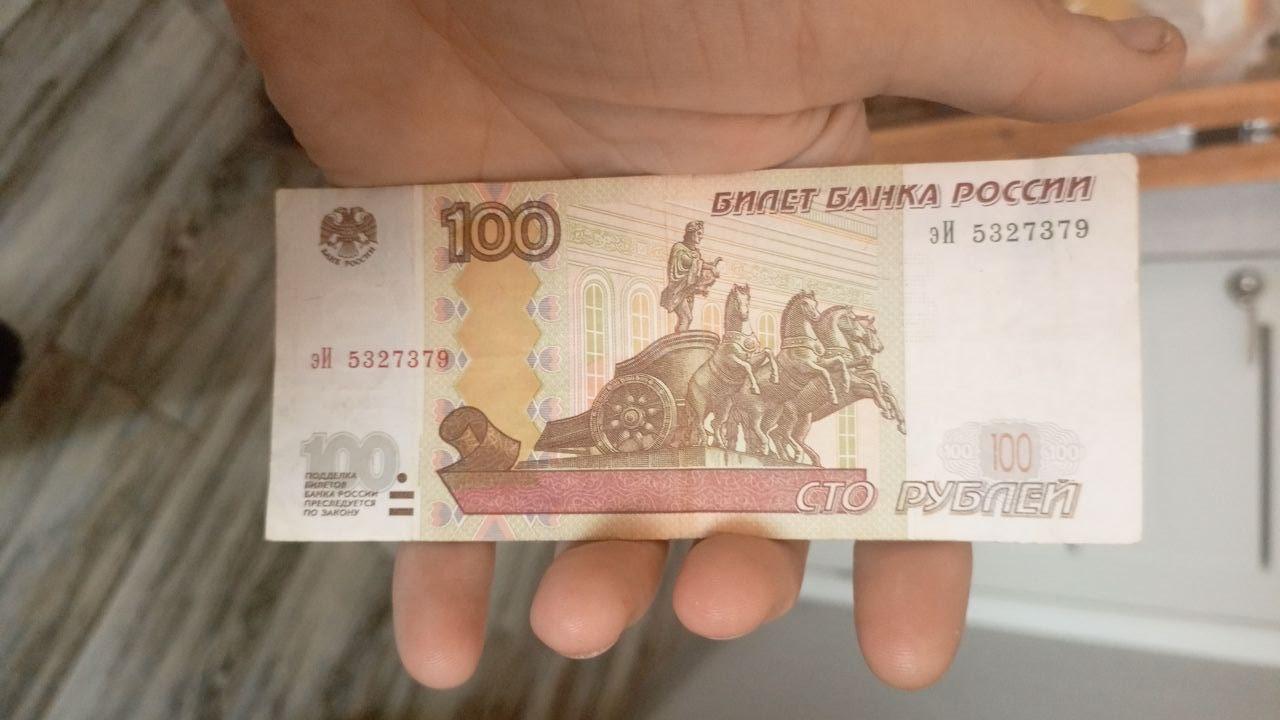 БИЛЕТ БАНКА РОССИИ
100
эИ 5327379
БАНК РОССИИ
эИ 5327379
100
ПОДДЕЛКА
БИЛЕТОВ
БАНКА РОССИИ
ПРЕСЛЕДУЕТСЯ
ПО ЗАКОНУ
100 100 100
СТО РУБЛЕЙ